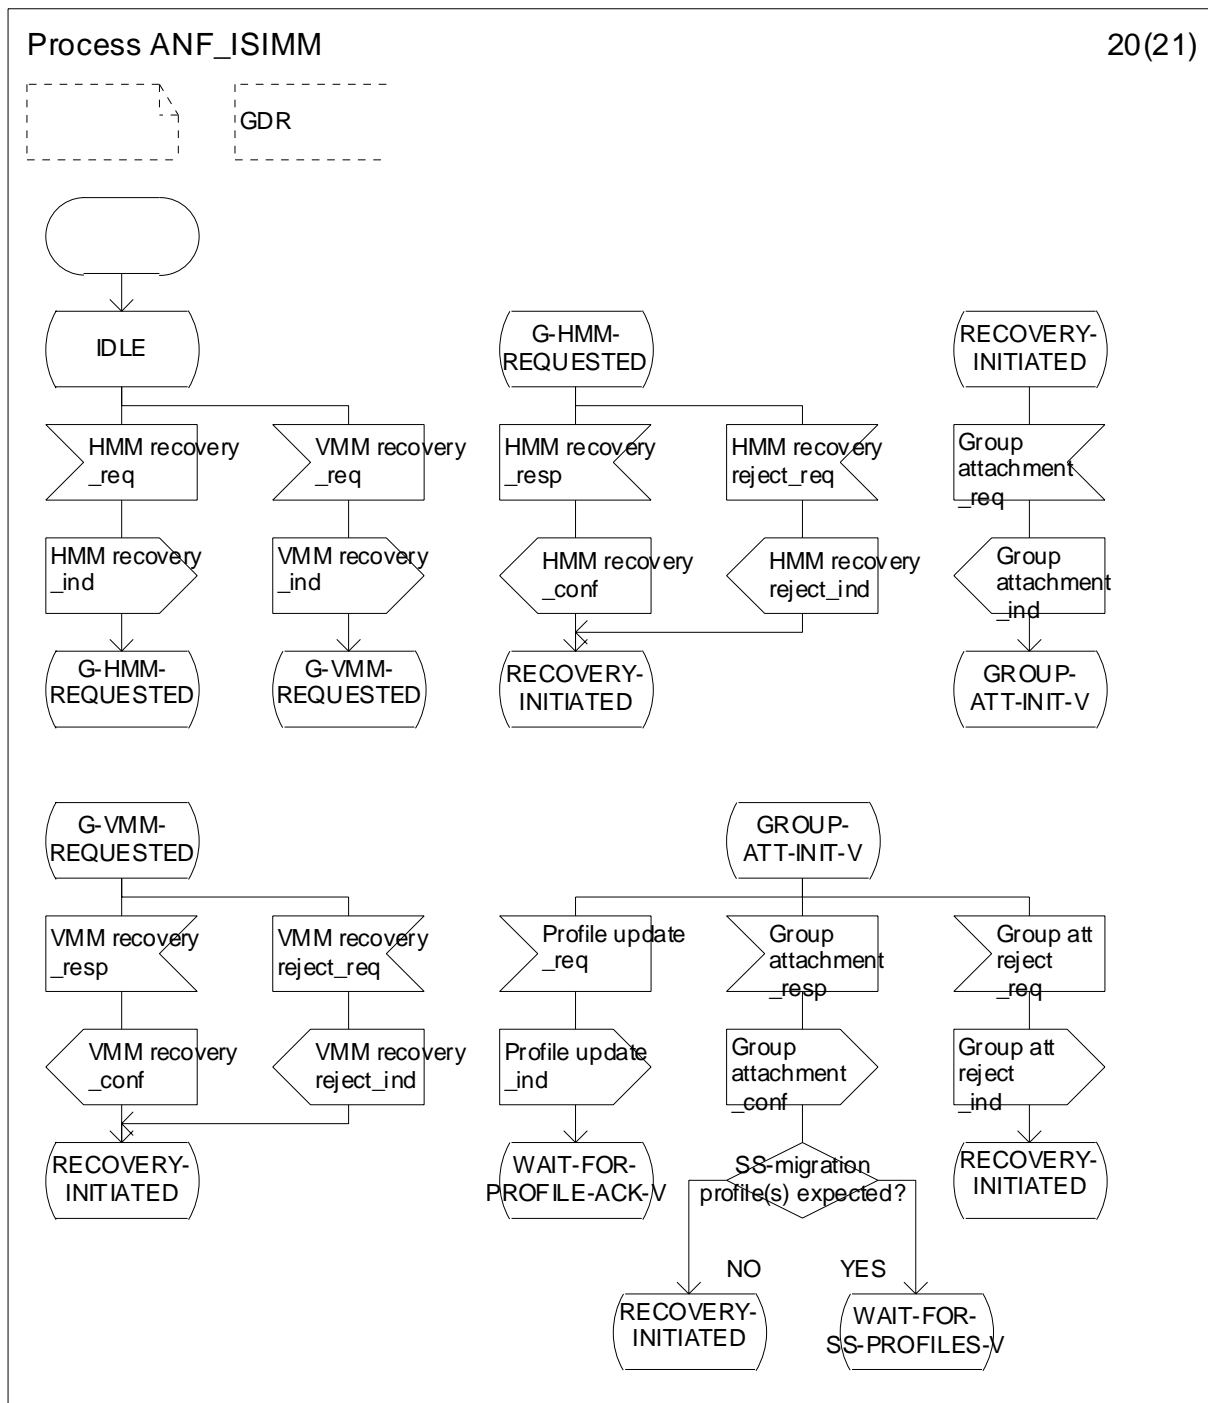 Process ANF_ISIMM
20(21)
GDR
IDLE
G-HMM-
REQUESTED
RECOVERY-
INITIATED
HMM recovery
_req
VMM recovery
_req
HMM recovery
_resp
HMM recovery
reject_req
Group
attachment
_req
HMM recovery
_ind
VMM recovery
_ind
HMM recovery
_conf
HMM recovery
reject_ind
Group
attachment
_ind
G-HMM-
REQUESTED
G-VMM-
REQUESTED
RECOVERY-
INITIATED
GROUP-
ATT-INIT-V
G-VMM-
REQUESTED
GROUP-
ATT-INIT-V
VMM recovery
_resp
VMM recovery
reject_req
Profile update
_req
Group
attachment
_resp
Group att
reject
_req
VMM recovery
_conf
VMM recovery
reject_ind
Profile update
_ind
Group
attachment
_conf
Group att
reject
_ind
RECOVERY-
INITIATED
WAIT-FOR-
PROFILE-ACK-V
SS-migration
profile(s) expected?
RECOVERY-
INITIATED
NO
YES
RECOVERY-
INITIATED
WAIT-FOR-
SS-PROFILES-V